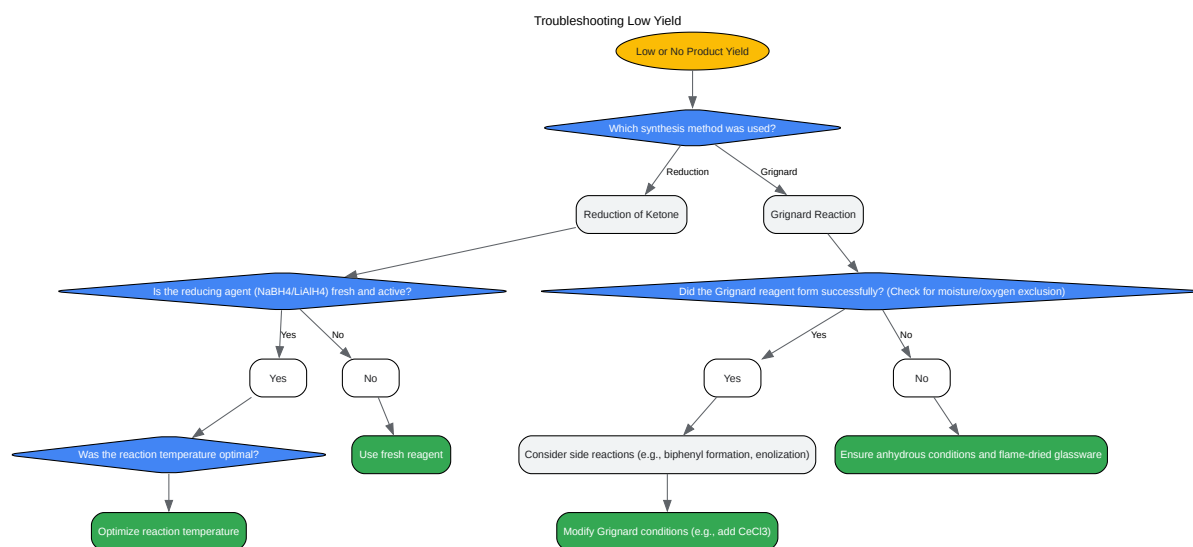 Troubleshooting Low Yield
Low or No Product Yield
Which synthesis method was used?
Reduction
Grignard
Reduction of Ketone
Grignard Reaction
Is the reducing agent (NaBH4/LiAlH4) fresh and active?
Did the Grignard reagent form successfully? (Check for moisture/oxygen exclusion)
Yes
No
Yes
No
Yes
No
Yes
No
Was the reaction temperature optimal?
Use fresh reagent
Consider side reactions (e.g., biphenyl formation, enolization)
Ensure anhydrous conditions and flame-dried glassware
Optimize reaction temperature
Modify Grignard conditions (e.g., add CeCl3)